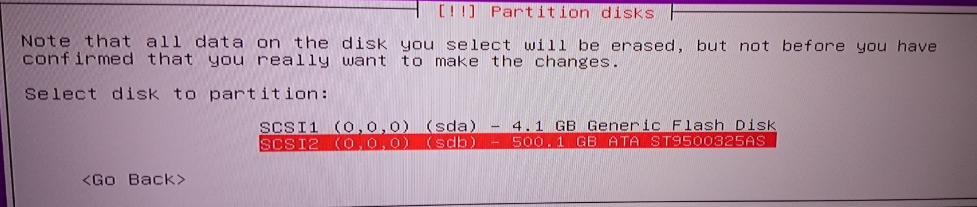 [!!] Partition disks
Note that all data on the disk you select will be erased, but not before you have
confirmed that you really want to make the changes.
Select disk to partition:
SCSI1 (0,0,0) (sda) - 4.1 GB Generic Flash Disk
SCSI2 (0,0,0) (sdb) - 500.1 GB ATA ST9500325AS
<Go Back>